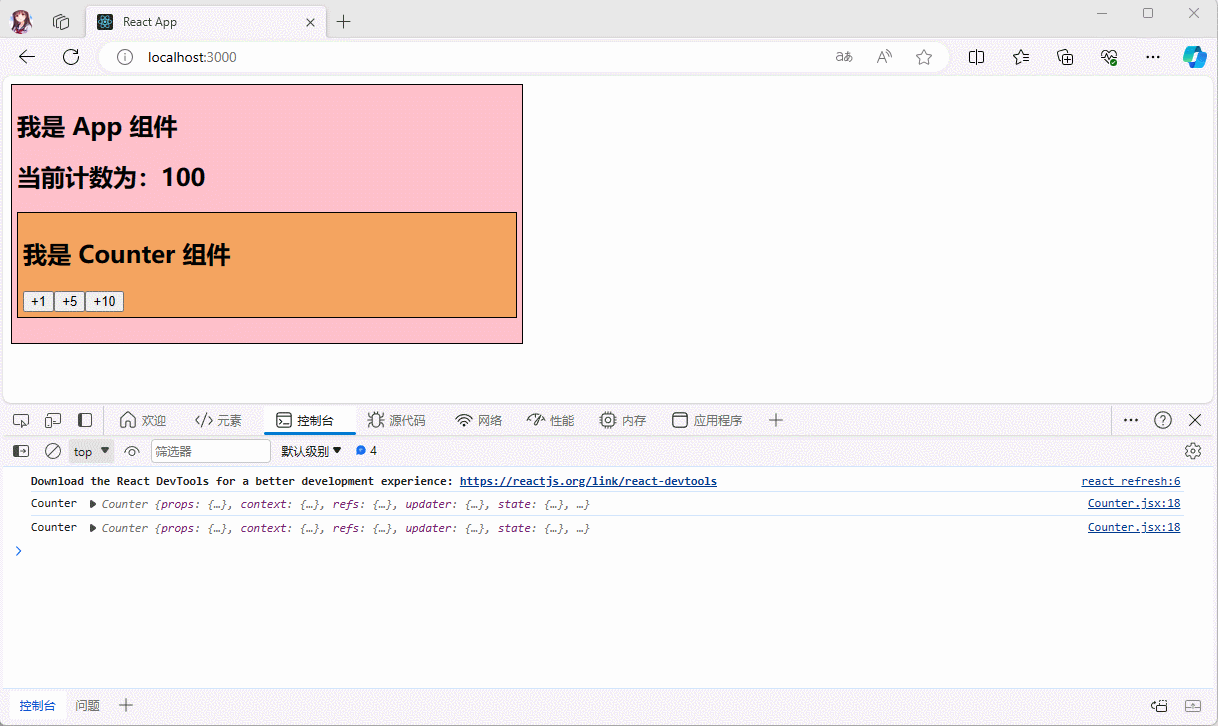 React App
localhost:3000
aあ
我是 App 组件
当前计数为：100
我是 Counter 组件
+1 +5 +10
欢迎 元素 控制台 源代码 网络 性能 内存 应用程序
top 筛选器 默认级别 4
Download the React DevTools for a better development experience: https://reactjs.org/link/react-devtools react refresh:6
Counter Counter {props: {…}, context: {…}, refs: {…}, updater: {…}, state: {…}, …} Counter.jsx:18
Counter Counter {props: {…}, context: {…}, refs: {…}, updater: {…}, state: {…}, …} Counter.jsx:18
控制台 问题